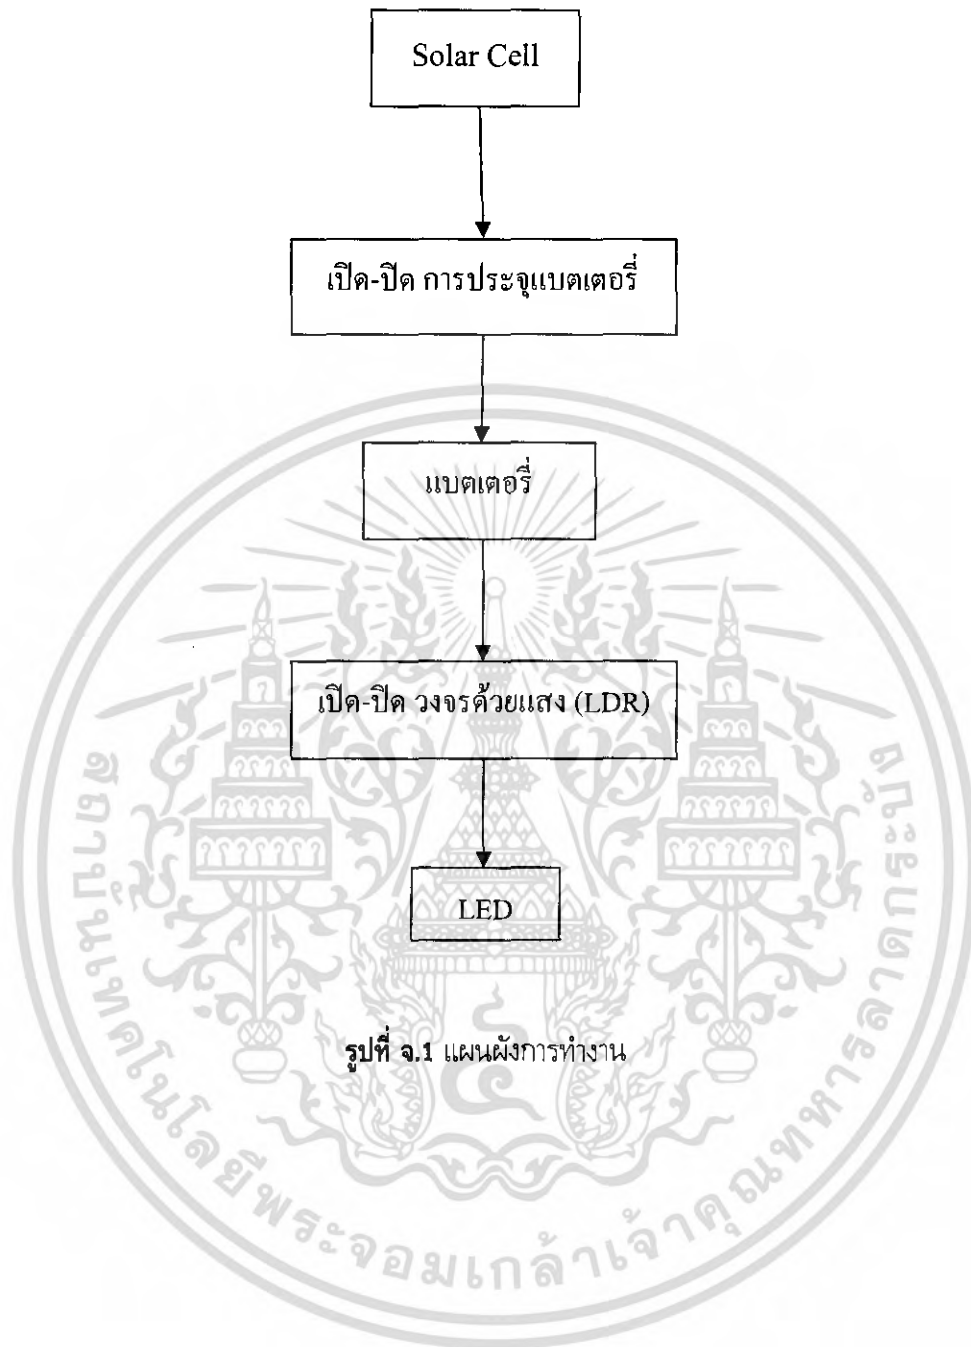 Solar Cell
เปิด-ปิด การประจุแบตเตอรี่
แบตเตอรี่
เปิด-ปิด วงจรด้วยแสง (LDR)
LED
รูปที่ จ.1 แผนผังการทำงาน
สถาบันเทคโนโลยีพระจอมเกล้าเจ้าคุณทหารลาดกระบัง